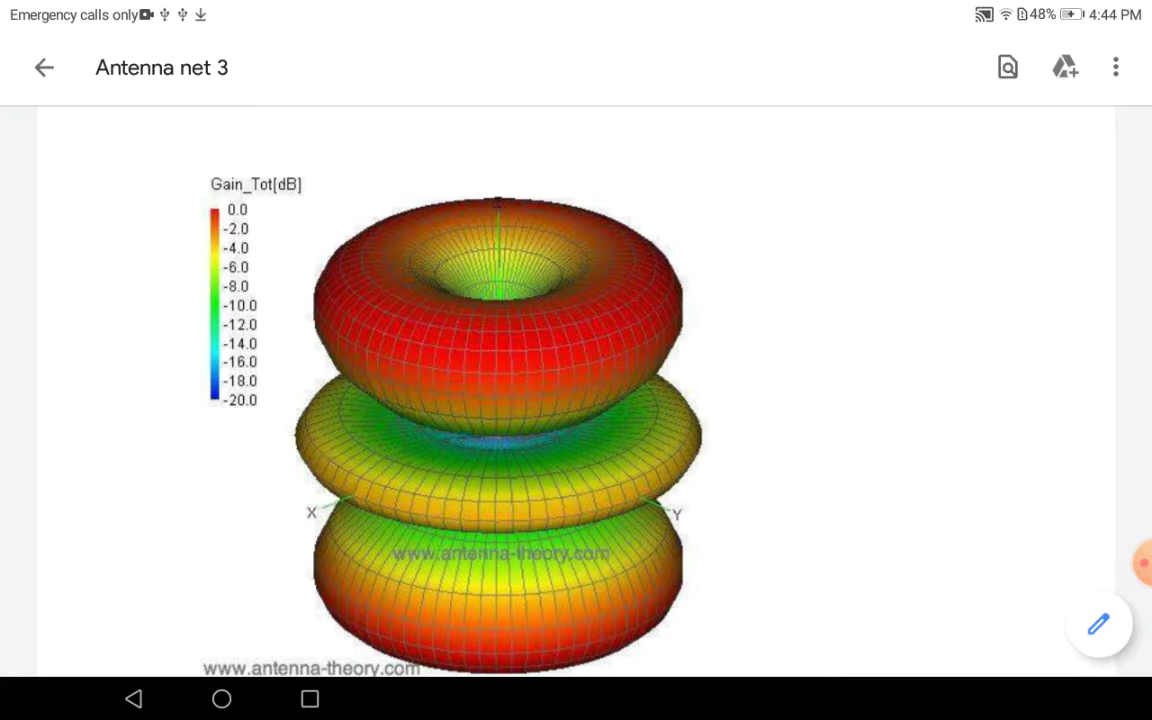 Emergency calls only 48% 4:44 PM
Antenna net 3
Gain_Tot[dB]
0.0
-2.0
-4.0
-6.0
-8.0
-10.0
-12.0
-14.0
-16.0
-18.0
-20.0
Z
X Y
www.antenna-theory.com
www.antenna-theory.com